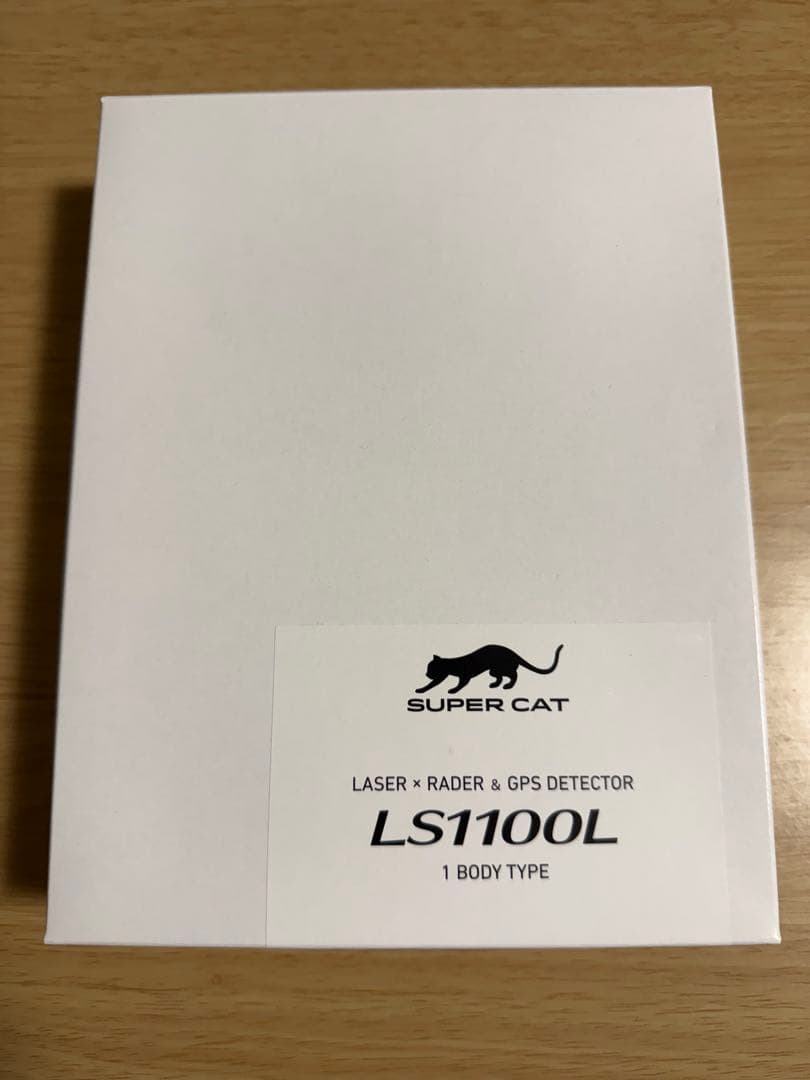 SUPER CAT
LASER × RADER & GPS DETECTOR
LS1100L
1 BODY TYPE